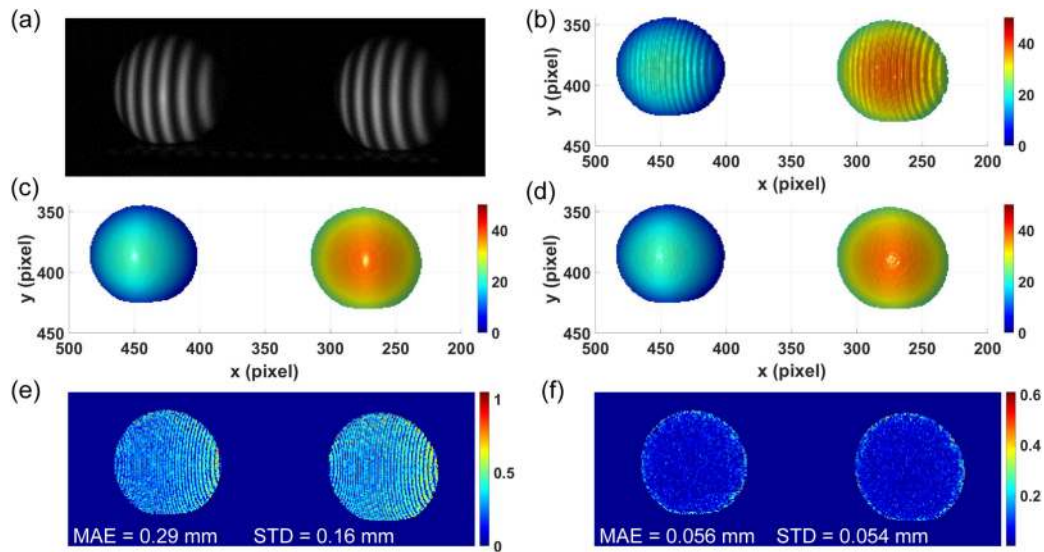 (a)
(b)
350
400
450
500 450 400 350 300 250 200
x (pixel)
y (pixel)
40
20
0
(c)
350
400
450
500 450 400 350 300 250 200
x (pixel)
y (pixel)
40
20
0
(d)
350
400
450
500 450 400 350 300 250 200
x (pixel)
y (pixel)
40
20
0
(e)
MAE = 0.29 mm STD = 0.16 mm
1
0.5
0
(f)
MAE = 0.056 mm STD = 0.054 mm
0.6
0.4
0.2